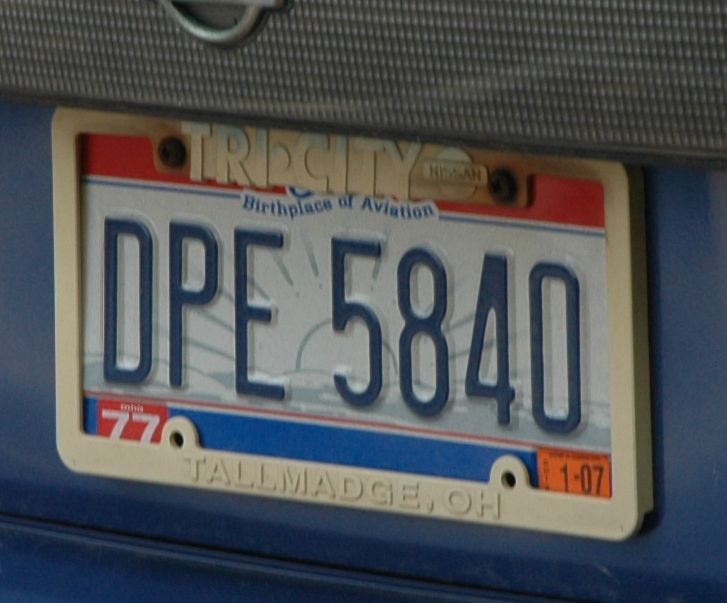 TRI·CITY NISSAN
Birthplace of Aviation
DPE 5840
77
1-07
TALLMADGE, OH